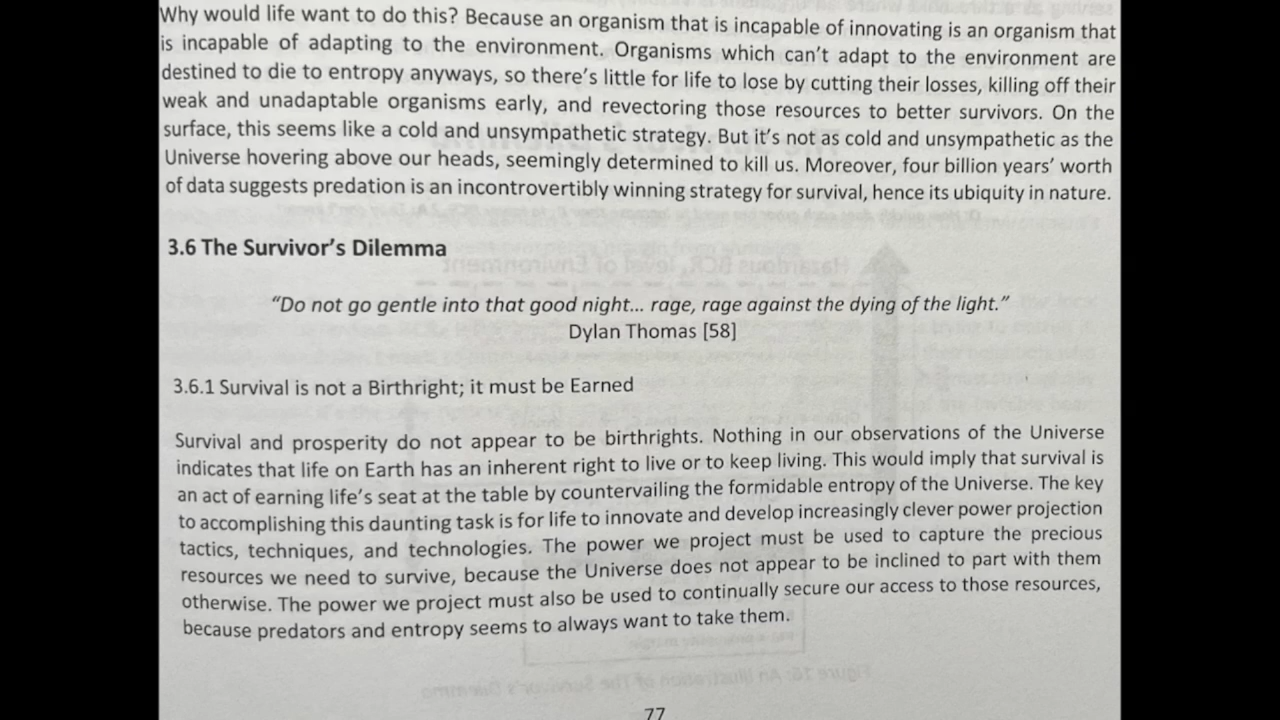 Why would life want to do this? Because an organism that is incapable of innovating is an organism that
is incapable of adapting to the environment. Organisms which can't adapt to the environment are
destined to die to entropy anyways, so there's little for life to lose by cutting their losses, killing off their
weak and unadaptable organisms early, and revectoring those resources to better survivors. On the
surface, this seems like a cold and unsympathetic strategy. But it's not as cold and unsympathetic as the
Universe hovering above our heads, seemingly determined to kill us. Moreover, four billion years' worth
of data suggests predation is an incontrovertibly winning strategy for survival, hence its ubiquity in nature.
3.6 The Survivor's Dilemma
"Do not go gentle into that good night... rage, rage against the dying of the light."
Dylan Thomas [58]
3.6.1 Survival is not a Birthright; it must be Earned
Survival and prosperity do not appear to be birthrights. Nothing in our observations of the Universe
indicates that life on Earth has an inherent right to live or to keep living. This would imply that survival is
an act of earning life's seat at the table by countervailing the formidable entropy of the Universe. The key
to accomplishing this daunting task is for life to innovate and develop increasingly clever power projection
tactics, techniques, and technologies. The power we project must be used to capture the precious
resources we need to survive, because the Universe does not appear to be inclined to part with them
otherwise. The power we project must also be used to continually secure our access to those resources,
because predators and entropy seems to always want to take them.
77